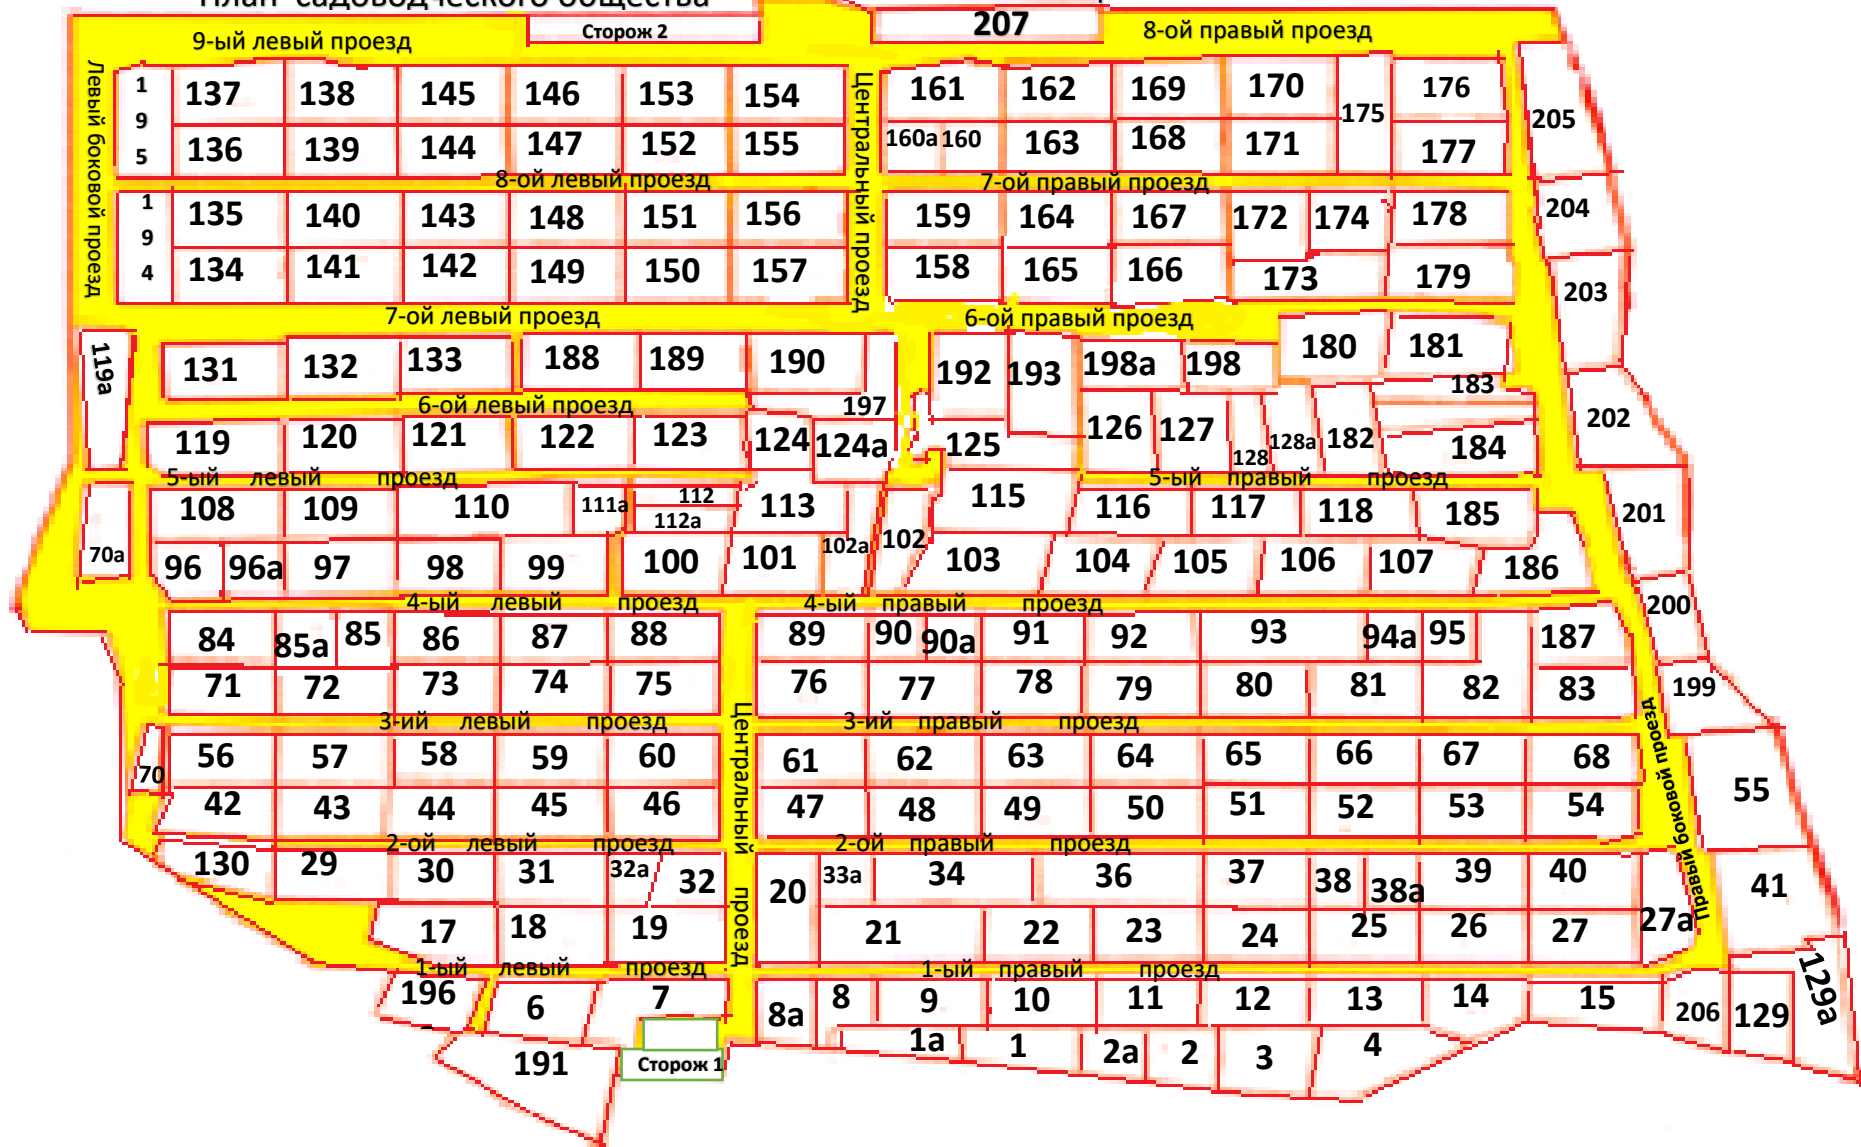 План садоводческого общества
Сторож 2
207
9-ый левый проезд
8-ой правый проезд
Левый боковой проезд
Центральный проезд
195
137 138 145 146 153 154
161 162 169 170 175 176
205
136 139 144 147 152 155
160а 160 163 168 171 177
8-ой левый проезд
7-ой правый проезд
194
135 140 143 148 151 156
159 164 167 172 174 178
204
134 141 142 149 150 157
158 165 166 173 179
203
7-ой левый проезд
6-ой правый проезд
119а
131 132 133 188 189 190
192 193 198а 198 180 181
183
6-ой левый проезд
197
202
119 120 121 122 123 124 124а
125 126 127 128 128а 182 184
5-ый левый проезд
5-ый правый проезд
108 109 110 111а 112 113
112а
115 116 117 118 185
201
70а
96 96а 97 98 99 100 101 102а 102
103 104 105 106 107 186
4-ый левый проезд
4-ый правый проезд
200
84 85а 85 86 87 88
89 90 90а 91 92 93 94а 95 187
71 72 73 74 75
76 77 78 79 80 81 82 83
199
3-ий левый проезд
3-ий правый проезд
Центральный проезд
Правый боковой проезд
70
56 57 58 59 60
61 62 63 64 65 66 67 68
55
42 43 44 45 46
47 48 49 50 51 52 53 54
2-ой левый проезд
2-ой правый проезд
130 29 30 31 32а 32
20 33а 34 36 37 38 38а 39 40
41
17 18 19
21 22 23 24 25 26 27 27а
1-ый левый проезд
1-ый правый проезд
196 6 7
8а 8 9 10 11 12 13 14 15 206 129 129а
191
Сторож 1
1а 1 2а 2 3 4